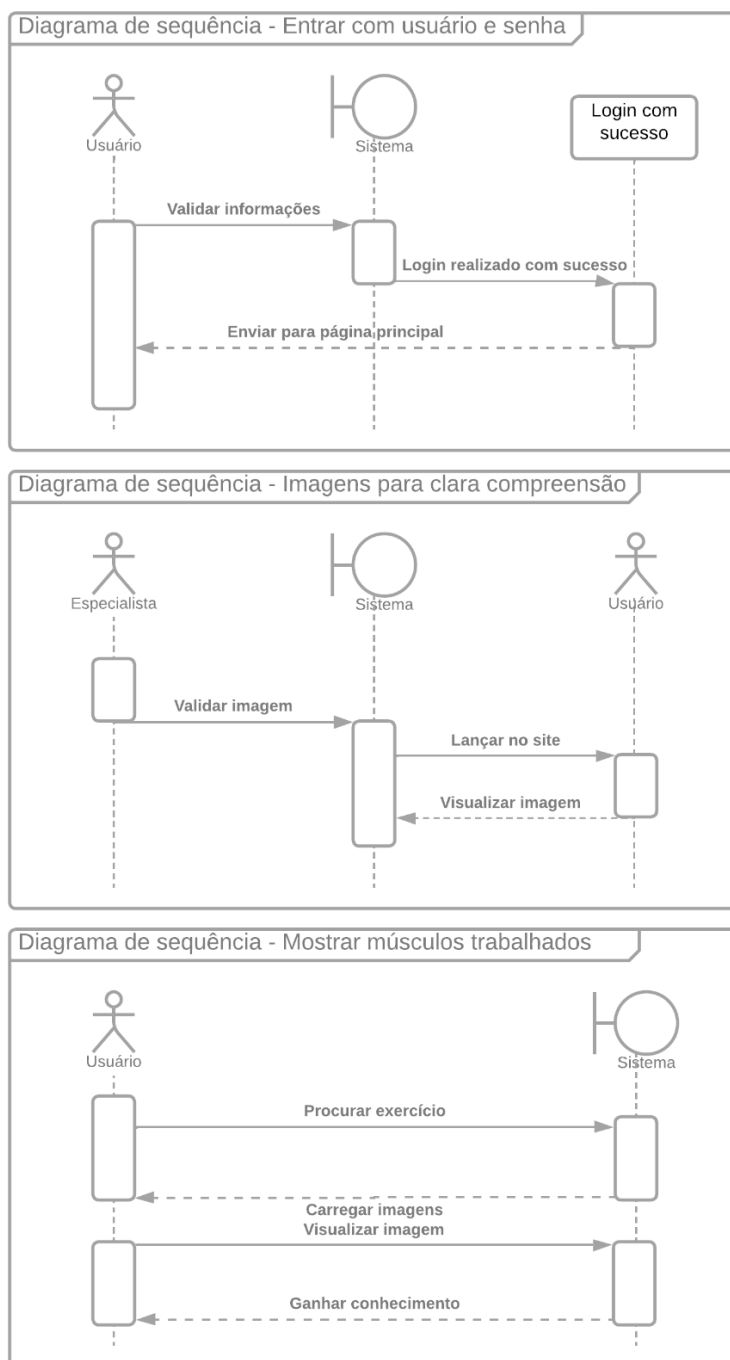 Diagrama de sequência - Entrar com usuário e senha
Usuário
Sistema
Login com
sucesso
Validar informações
Login realizado com sucesso
Enviar para página principal
Diagrama de sequência - Imagens para clara compreensão
Especialista
Sistema
Usuário
Validar imagem
Lançar no site
Visualizar imagem
Diagrama de sequência - Mostrar músculos trabalhados
Usuário
Sistema
Procurar exercício
Carregar imagens
Visualizar imagem
Ganhar conhecimento